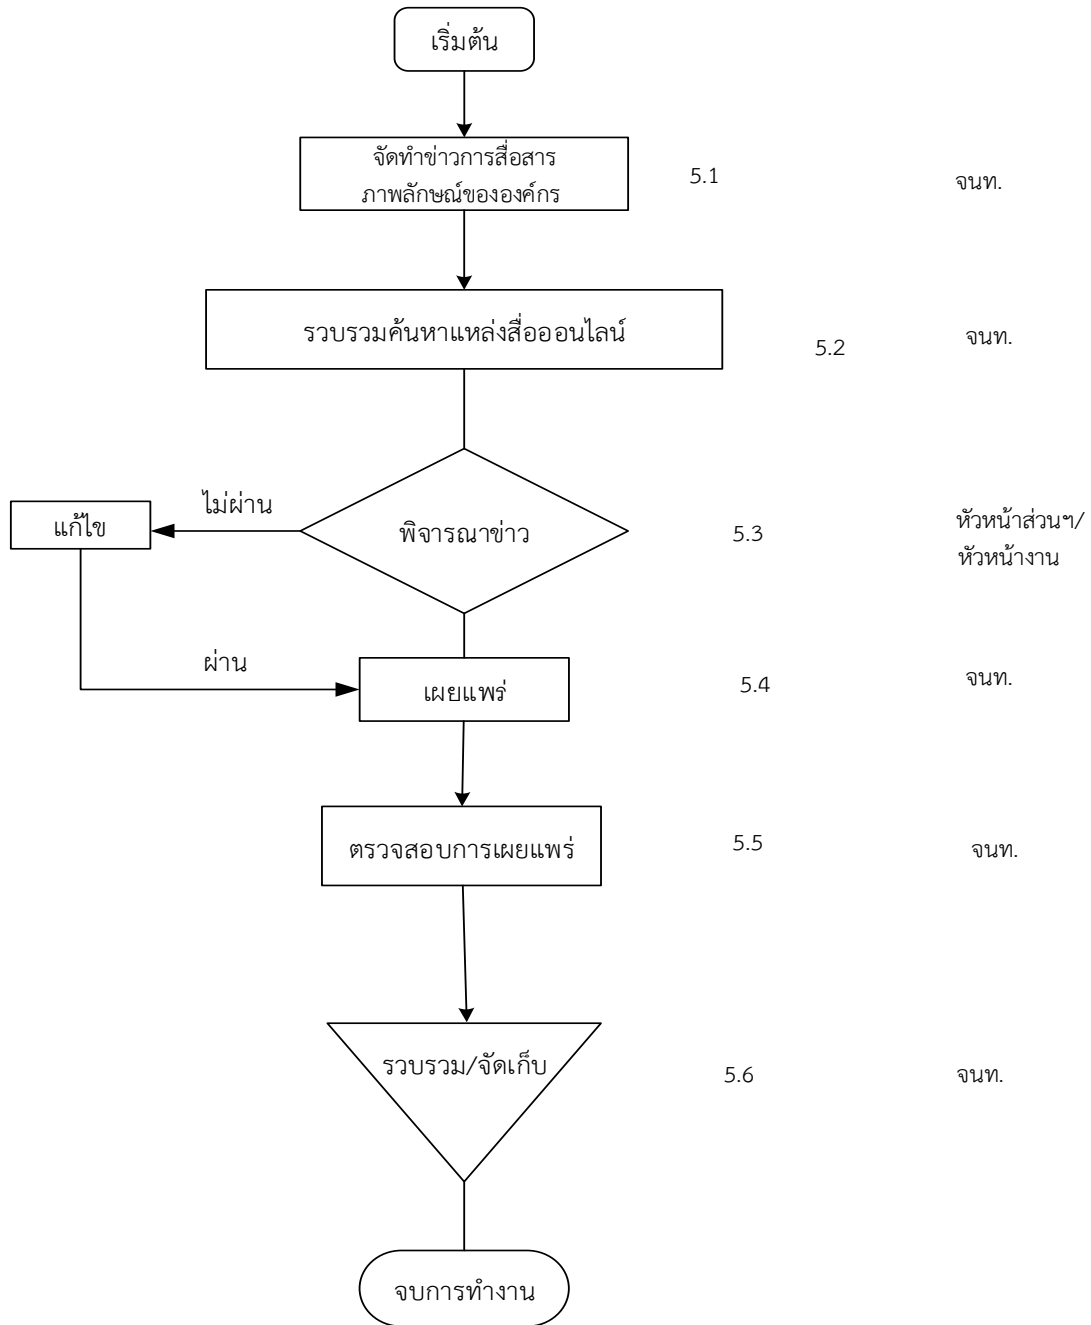 เริ่มต้น
จัดทำข่าวการสื่อสาร
ภาพลักษณ์ขององค์กร
5.1
จนท.
รวบรวมค้นหาแหล่งสื่อออนไลน์
5.2
จนท.
ไม่ผ่าน
แก้ไข
พิจารณาข่าว
5.3
หัวหน้าส่วนฯ/
หัวหน้างาน
ผ่าน
เผยแพร่
5.4
จนท.
ตรวจสอบการเผยแพร่
5.5
จนท.
รวบรวม/จัดเก็บ
5.6
จนท.
จบการทำงาน